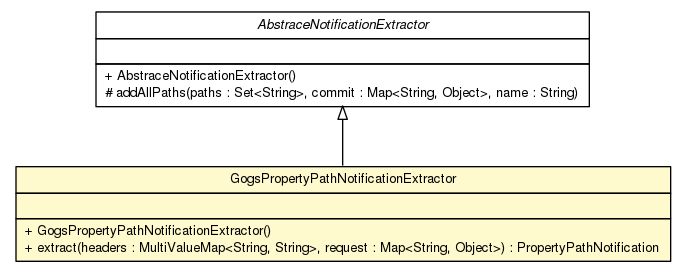 AbstraceNotificationExtractor
+ AbstraceNotificationExtractor()
# addAllPaths(paths : Set<String>, commit : Map<String, Object>, name : String)
GogsPropertyPathNotificationExtractor
+ GogsPropertyPathNotificationExtractor()
+ extract(headers : MultiValueMap<String, String>, request : Map<String, Object>) : PropertyPathNotification